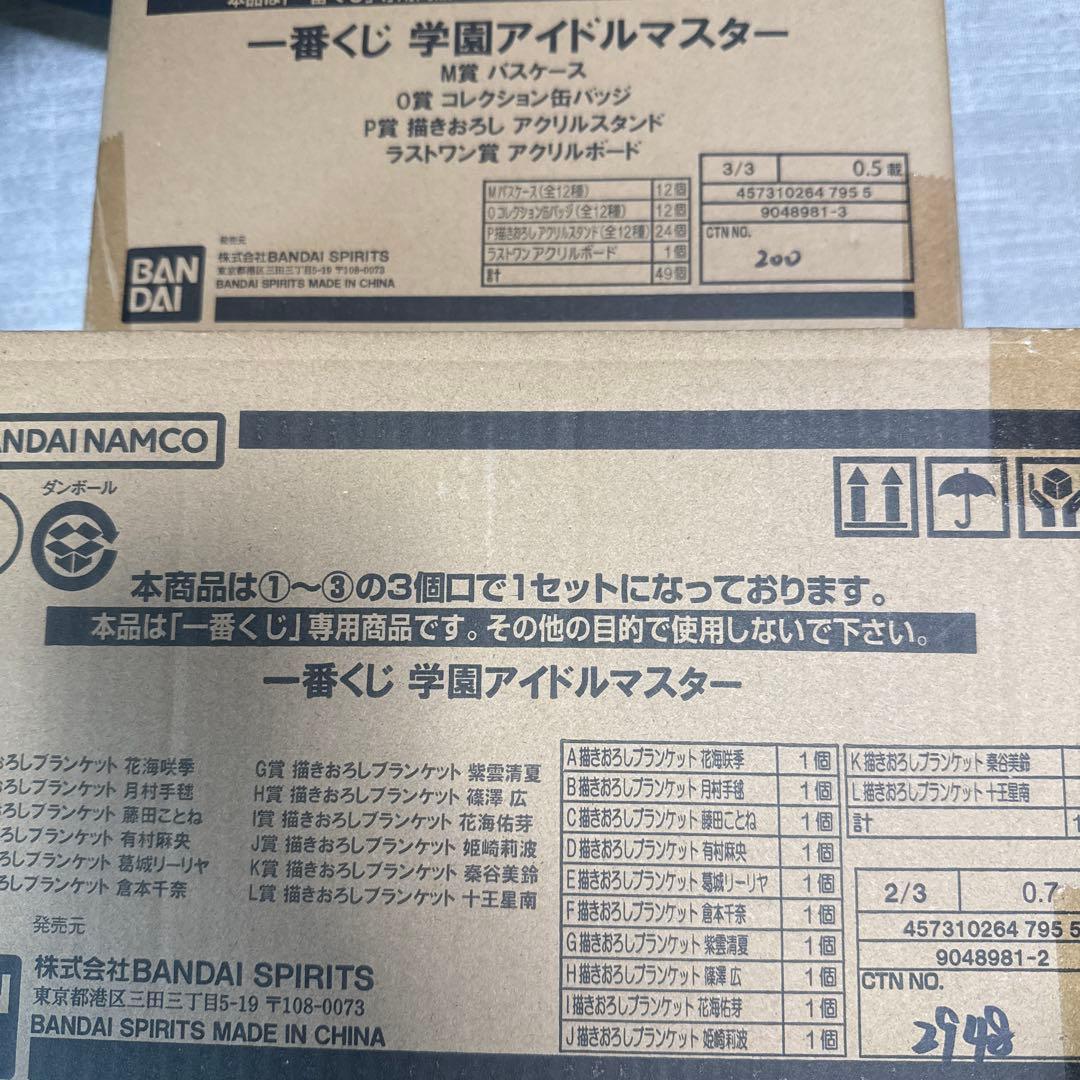 一番くじ 学園アイドルマスター
M賞 パスケース
O賞 コレクション缶バッジ
P賞 描きおろし アクリルスタンド
ラストワン賞 アクリルボード
Mパスケース(全12種) 12個
Oコレクション缶バッジ(全12種) 12個
P描きおろしアクリルスタンド(全12種) 24個
ラストワンアクリルボード 1個
計 49個
3/3 0.5載
457310264 795 5
9048981-3
CTN NO.
200
BAN
DAI
発売元
株式会社BANDAI SPIRITS
東京都港区三田三丁目5-19 〒108-0073
BANDAI SPIRITS MADE IN CHINA
ANDAI NAMCO
ダンボール
本商品は①〜③の3個口で1セットになっております。
本品は「一番くじ」専用商品です。その他の目的で使用しないで下さい。
一番くじ 学園アイドルマスター
おろしブランケット 花海咲季
おろしブランケット 月村手毬
おろしブランケット 藤田ことね
おろしブランケット 有村麻央
おろしブランケット 葛城リーリヤ
ろしブランケット 倉本千奈
G賞 描きおろしブランケット 紫雲清夏
H賞 描きおろしブランケット 篠澤 広
I賞 描きおろしブランケット 花海佑芽
J賞 描きおろしブランケット 姫崎莉波
K賞 描きおろしブランケット 秦谷美鈴
L賞 描きおろしブランケット 十王星南
A描きおろしブランケット 花海咲季 1個
B描きおろしブランケット 月村手毬 1個
C描きおろしブランケット 藤田ことね 1個
D描きおろしブランケット 有村麻央 1個
E描きおろしブランケット 葛城リーリヤ 1個
F描きおろしブランケット 倉本千奈 1個
G描きおろしブランケット 紫雲清夏 1個
H描きおろしブランケット 篠澤 広 1個
I描きおろしブランケット 花海佑芽 1個
J描きおろしブランケット 姫崎莉波 1個
K描きおろしブランケット 秦谷美鈴
L描きおろしブランケット 十王星南
計 1
2/3 0.7
457310264 795 5
9048981-2
CTN NO.
2948
発売元
株式会社BANDAI SPIRITS
東京都港区三田三丁目5-19 〒108-0073
BANDAI SPIRITS MADE IN CHINA